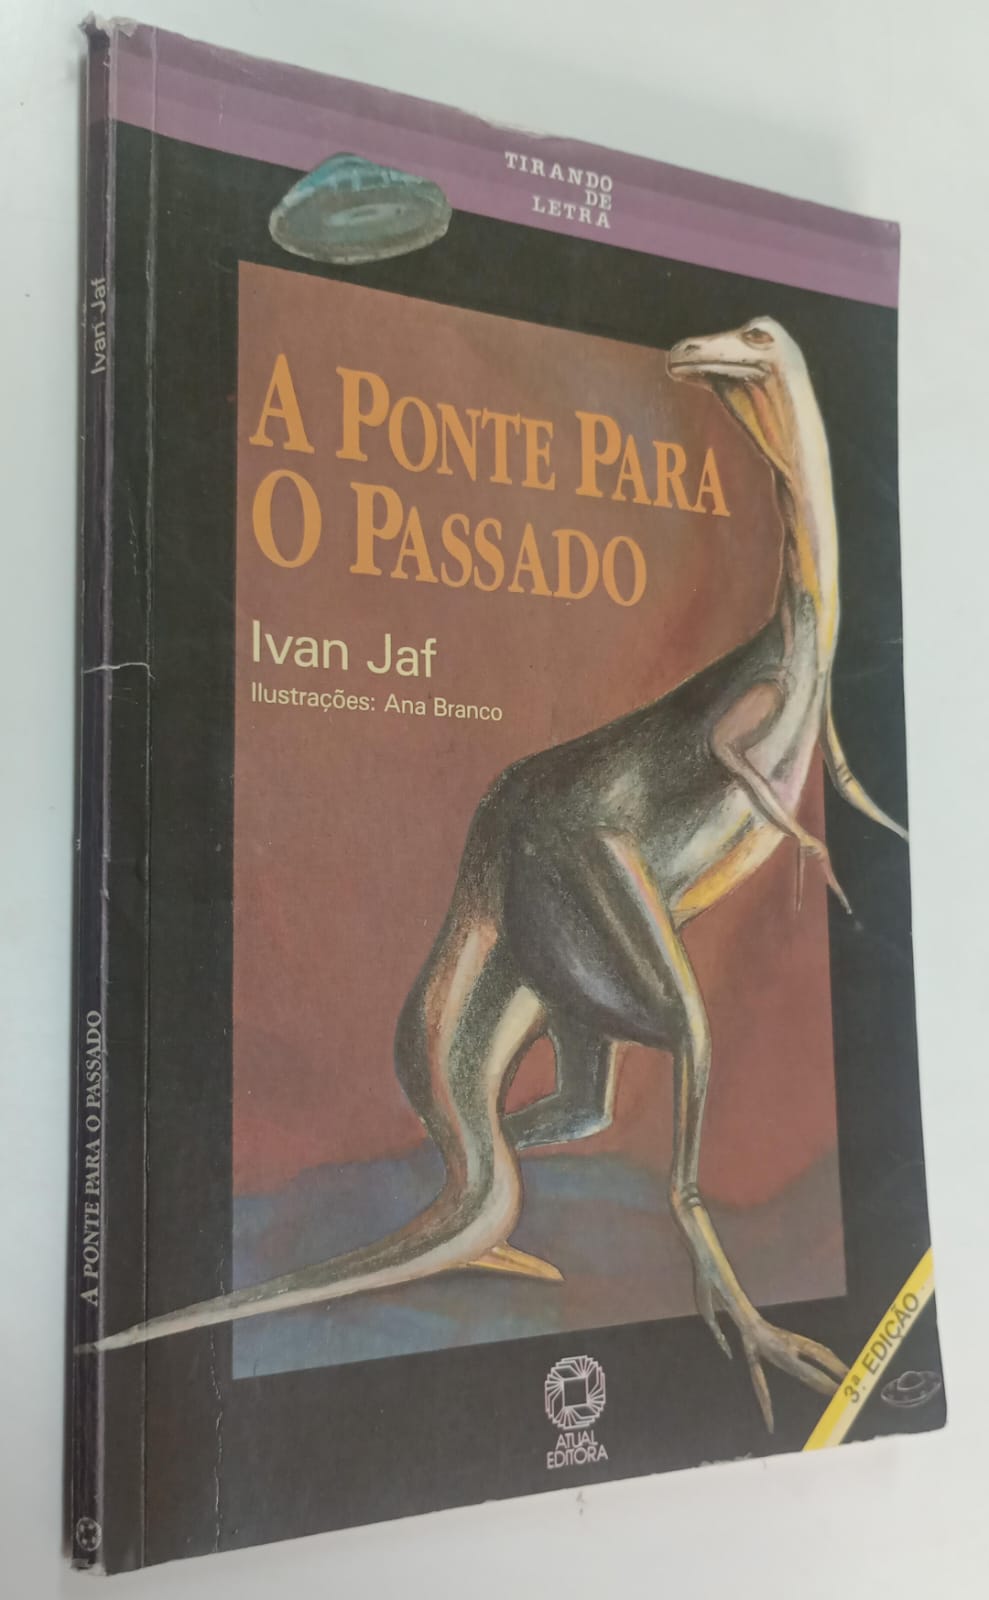 TIRANDO
DE
LETRA
A PONTE PARA
O PASSADO
Ivan Jaf
Ilustrações: Ana Branco
3ª. EDIÇÃO
ATUAL
EDITORA
Ivan Jaf
A PONTE PARA O PASSADO